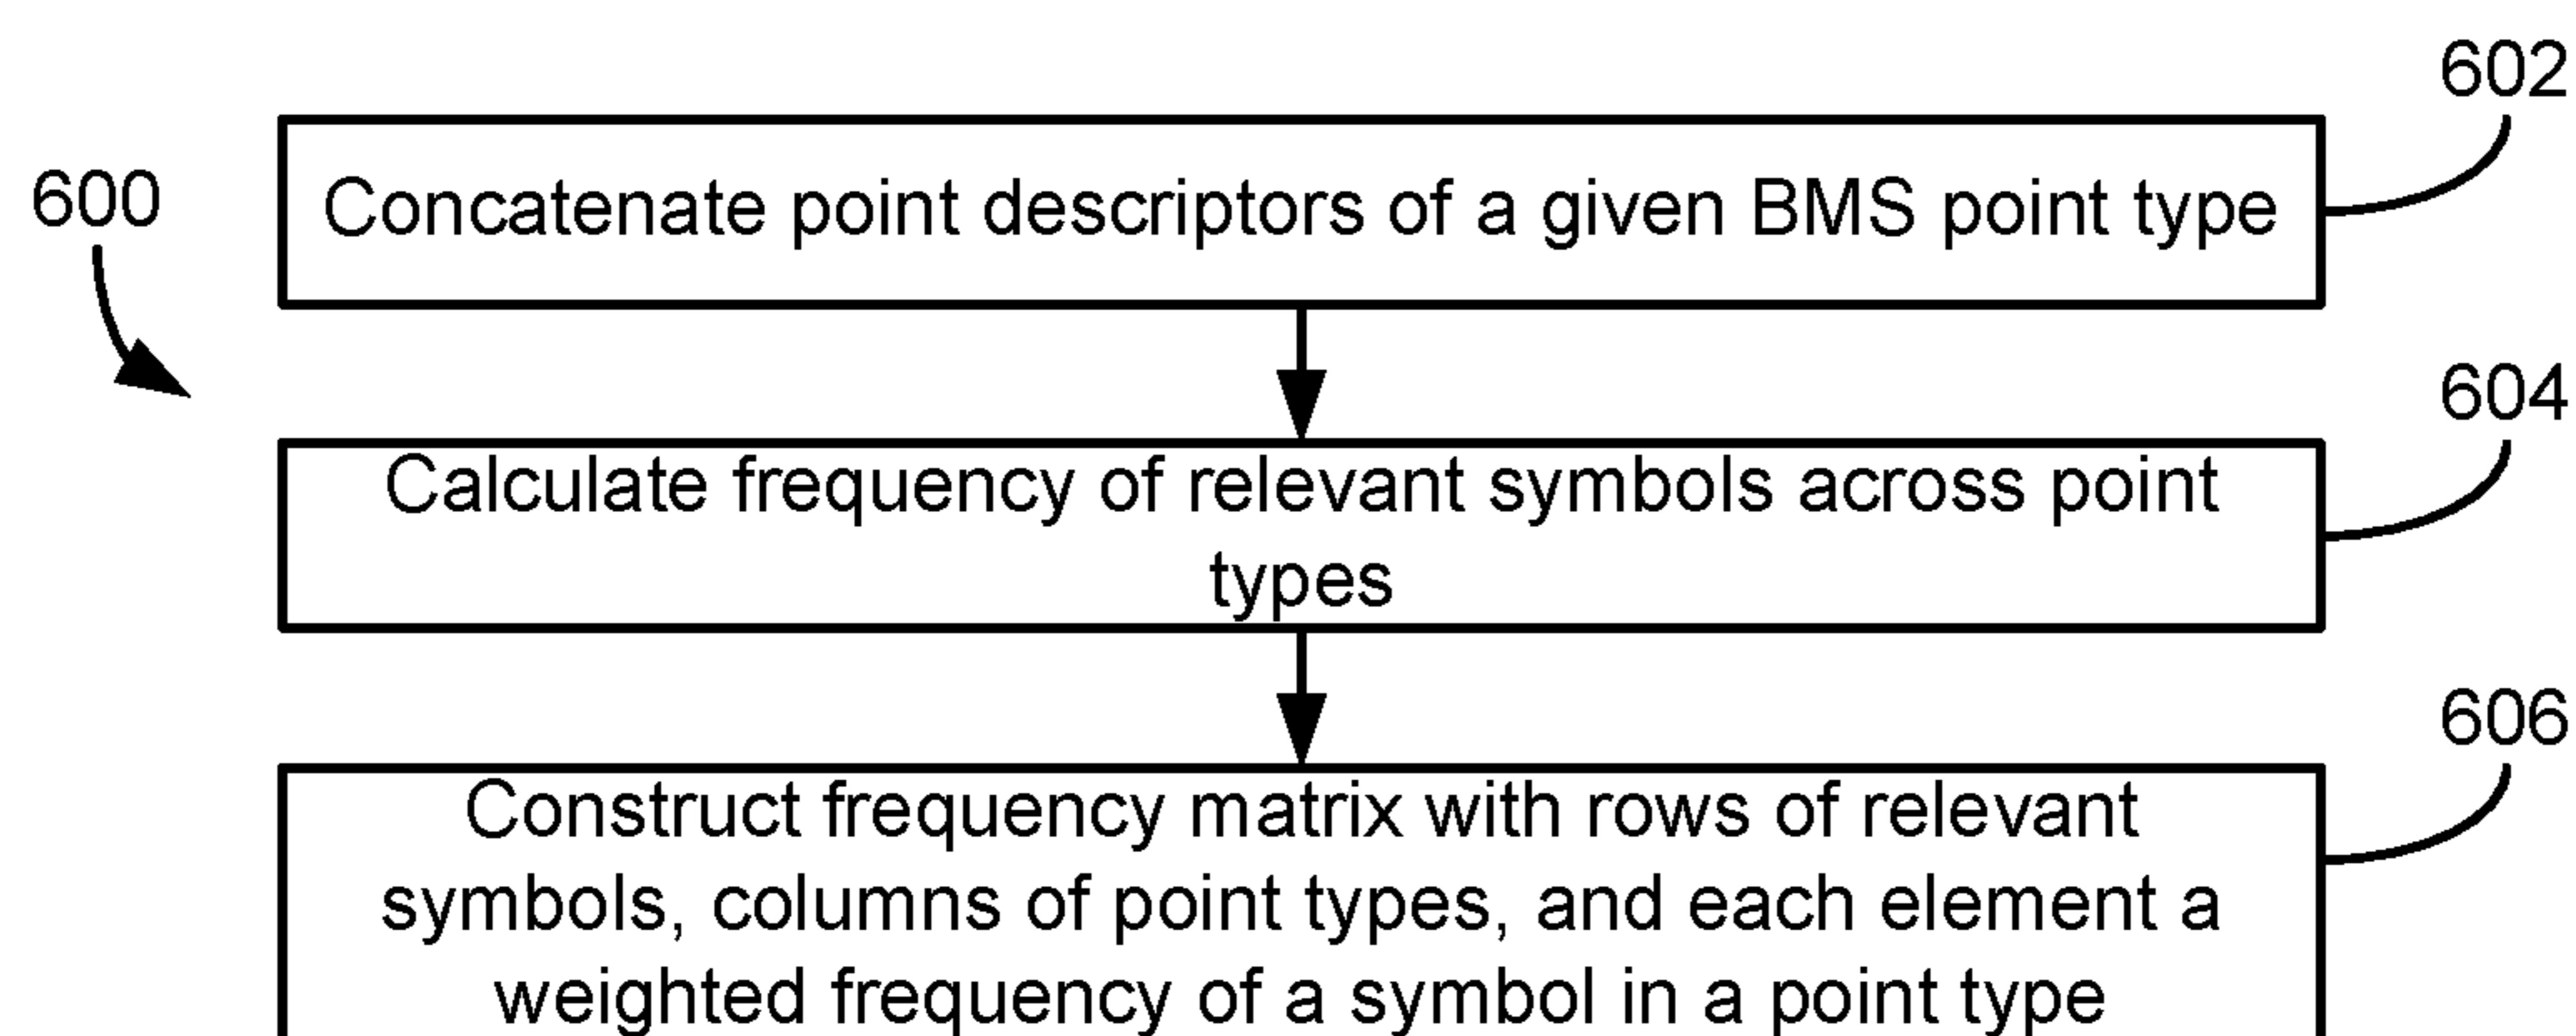 602
600
Concatenate point descriptors of a given BMS point type
604
Calculate frequency of relevant symbols across point
types
606
Construct frequency matrix with rows of relevant
symbols, columns of point types, and each element a
weighted frequency of a symbol in a point type